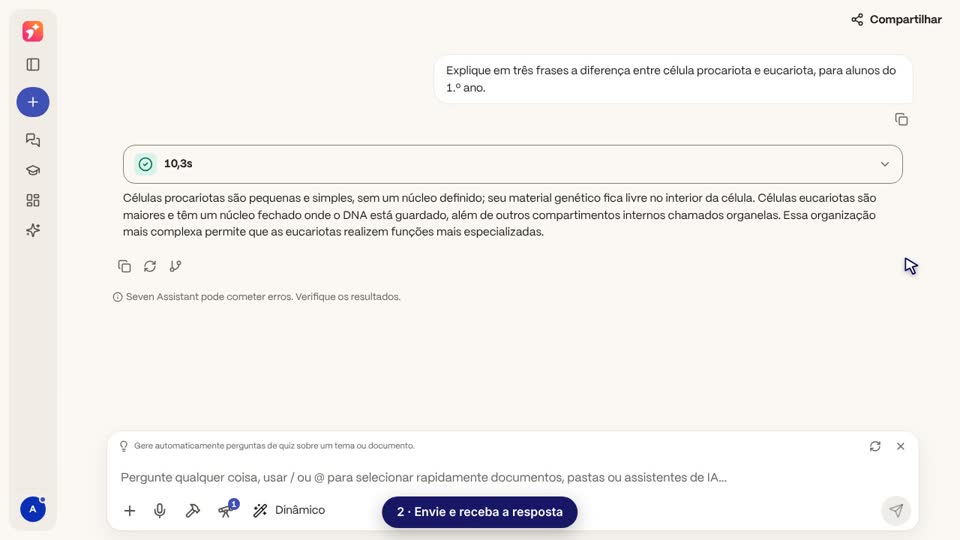 Compartilhar
Explique em três frases a diferença entre célula procariota e eucariota, para alunos do
1.º ano.
10,3s
Células procariotas são pequenas e simples, sem um núcleo definido; seu material genético fica livre no interior da célula. Células eucariotas são
maiores e têm um núcleo fechado onde o DNA está guardado, além de outros compartimentos internos chamados organelas. Essa organização
mais complexa permite que as eucariotas realizem funções mais especializadas.
Seven Assistant pode cometer erros. Verifique os resultados.
Gere automaticamente perguntas de quiz sobre um tema ou documento.
Pergunte qualquer coisa, usar / ou @ para selecionar rapidamente documentos, pastas ou assistentes de IA...
1
Dinâmico
2 · Envie e receba a resposta
A